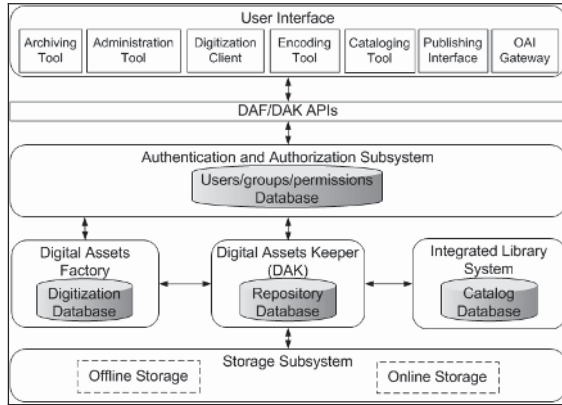 User Interface
Archiving Tool
Administration Tool
Digitization Client
Encoding Tool
Cataloging Tool
Publishing Interface
OAI Gateway
DAF/DAK APIs
Authentication and Authorization Subsystem
Users/groups/permissions
Database
Digital Assets
Factory
Digitization
Database
Digital Assets Keeper
(DAK)
Repository
Database
Integrated Library
System
Catalog
Database
Storage Subsystem
Offline Storage
Online Storage